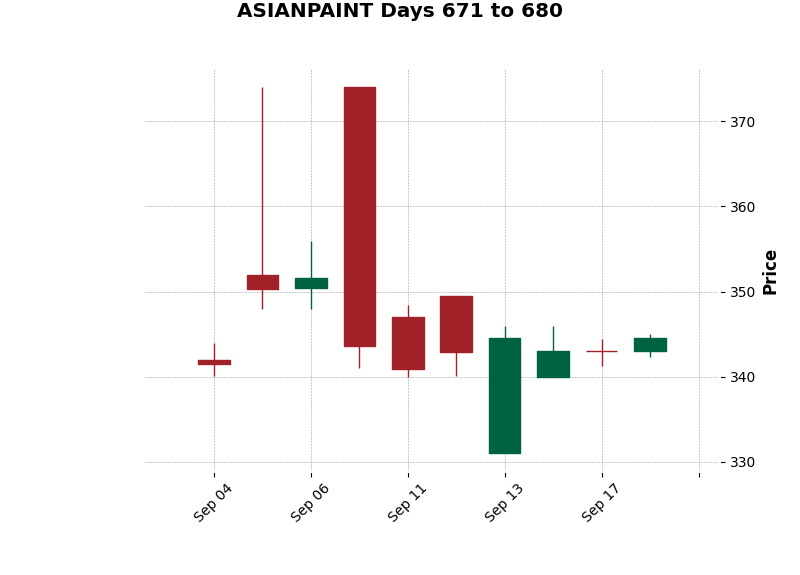 ASIANPAINT Days 671 to 680
370
360
350
340
330
Price
Sep 04
Sep 06
Sep 11
Sep 13
Sep 17